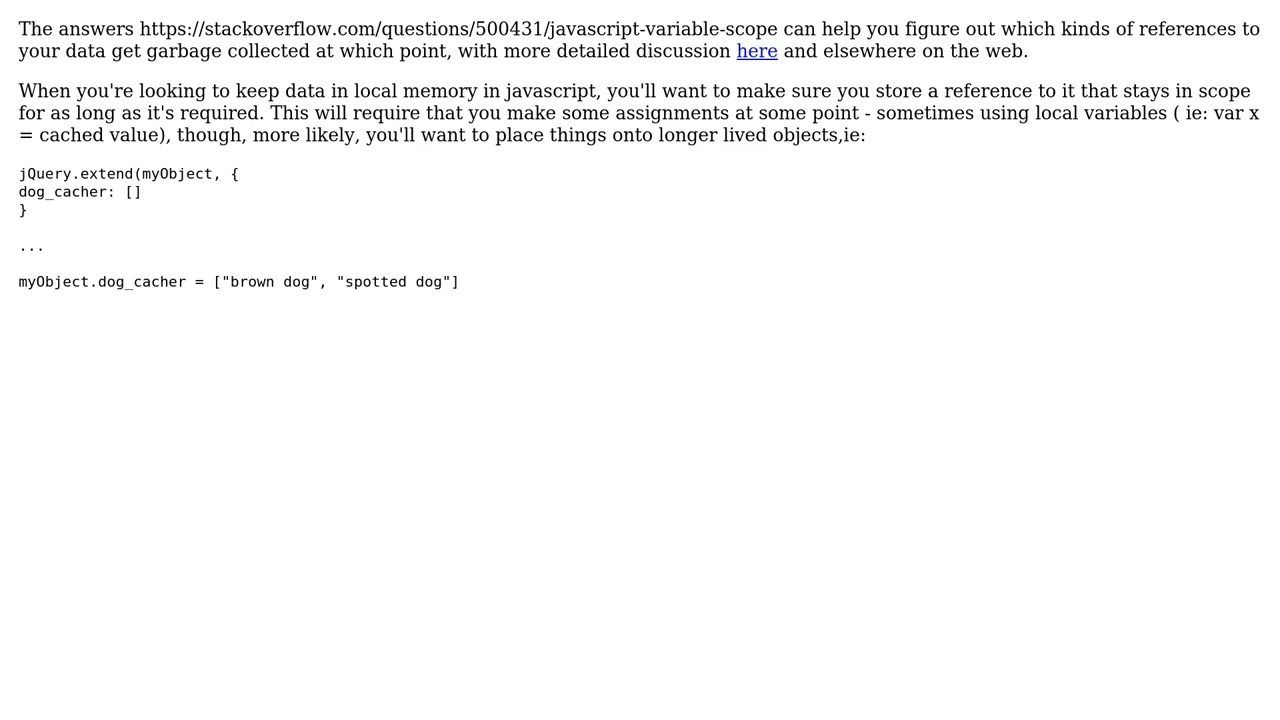 The answers https://stackoverflow.com/questions/500431/javascript-variable-scope can help you figure out which kinds of references to
your data get garbage collected at which point, with more detailed discussion here and elsewhere on the web.
When you're looking to keep data in local memory in javascript, you'll want to make sure you store a reference to it that stays in scope
for as long as it's required. This will require that you make some assignments at some point - sometimes using local variables ( ie: var x
= cached value), though, more likely, you'll want to place things onto longer lived objects,ie:
jQuery.extend(myObject, {
dog_cacher: []
}
...
myObject.dog_cacher = ["brown dog", "spotted dog"]